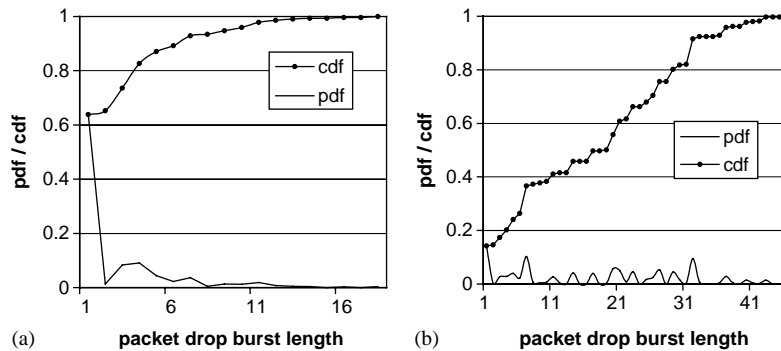 pdf / cdf
1
0.8
0.6
0.4
0.2
0
cdf
pdf
1 6 11 16
(a) packet drop burst length
pdf / cdf
1
0.8
0.6
0.4
0.2
0
pdf
cdf
1 11 21 31 41
(b) packet drop burst length